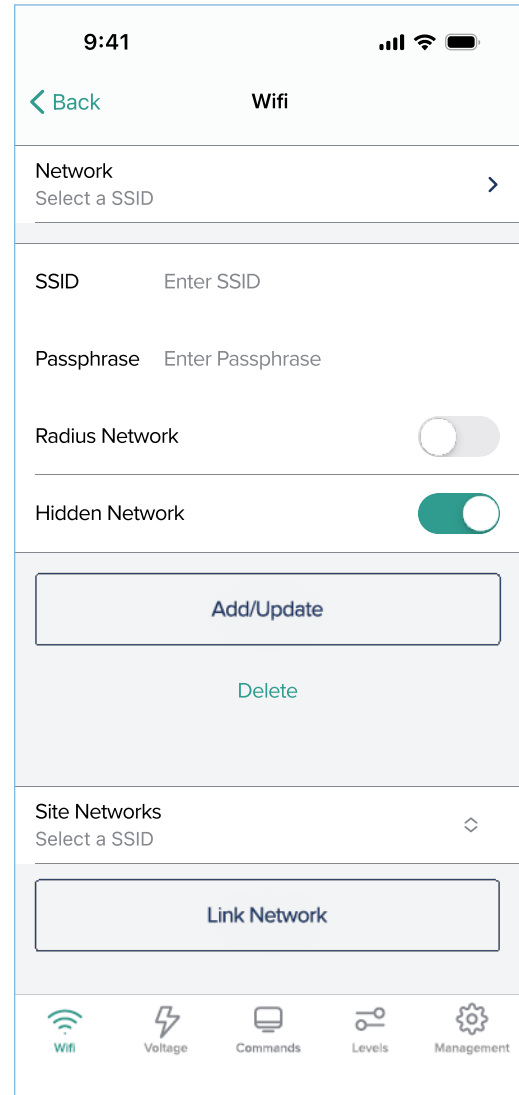 9:41
Back
Wifi
Network
Select a SSID
SSID
Enter SSID
Passphrase
Enter Passphrase
Radius Network
Hidden Network
Add/Update
Delete
Site Networks
Select a SSID
Link Network
Wifi
Voltage
Commands
Levels
Management